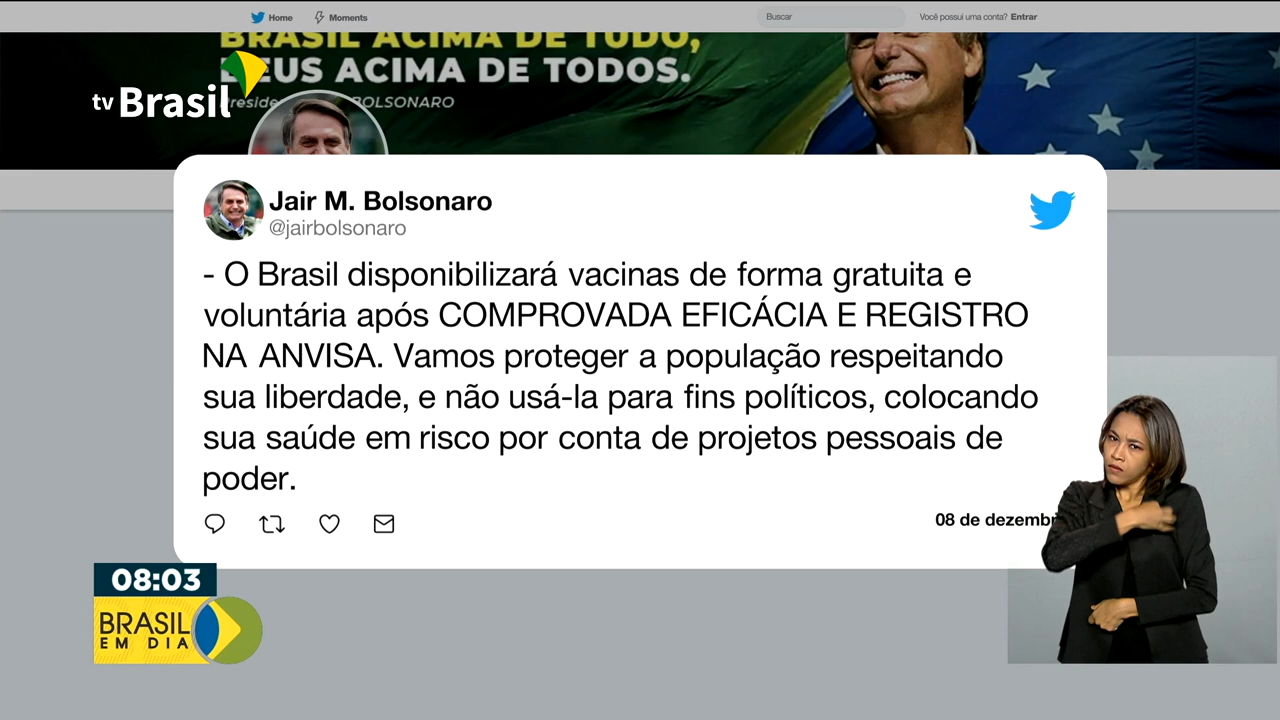 Home Moments Buscar Você possui uma conta? Entrar
BRASIL ACIMA DE TUDO,
DEUS ACIMA DE TODOS.
BOLSONARO
tv Brasil
Jair M. Bolsonaro
@jairbolsonaro
- O Brasil disponibilizará vacinas de forma gratuita e
voluntária após COMPROVADA EFICÁCIA E REGISTRO
NA ANVISA. Vamos proteger a população respeitando
sua liberdade, e não usá-la para fins políticos, colocando
sua saúde em risco por conta de projetos pessoais de
poder.
08 de dezembr
08:03
BRASIL
EM DIA